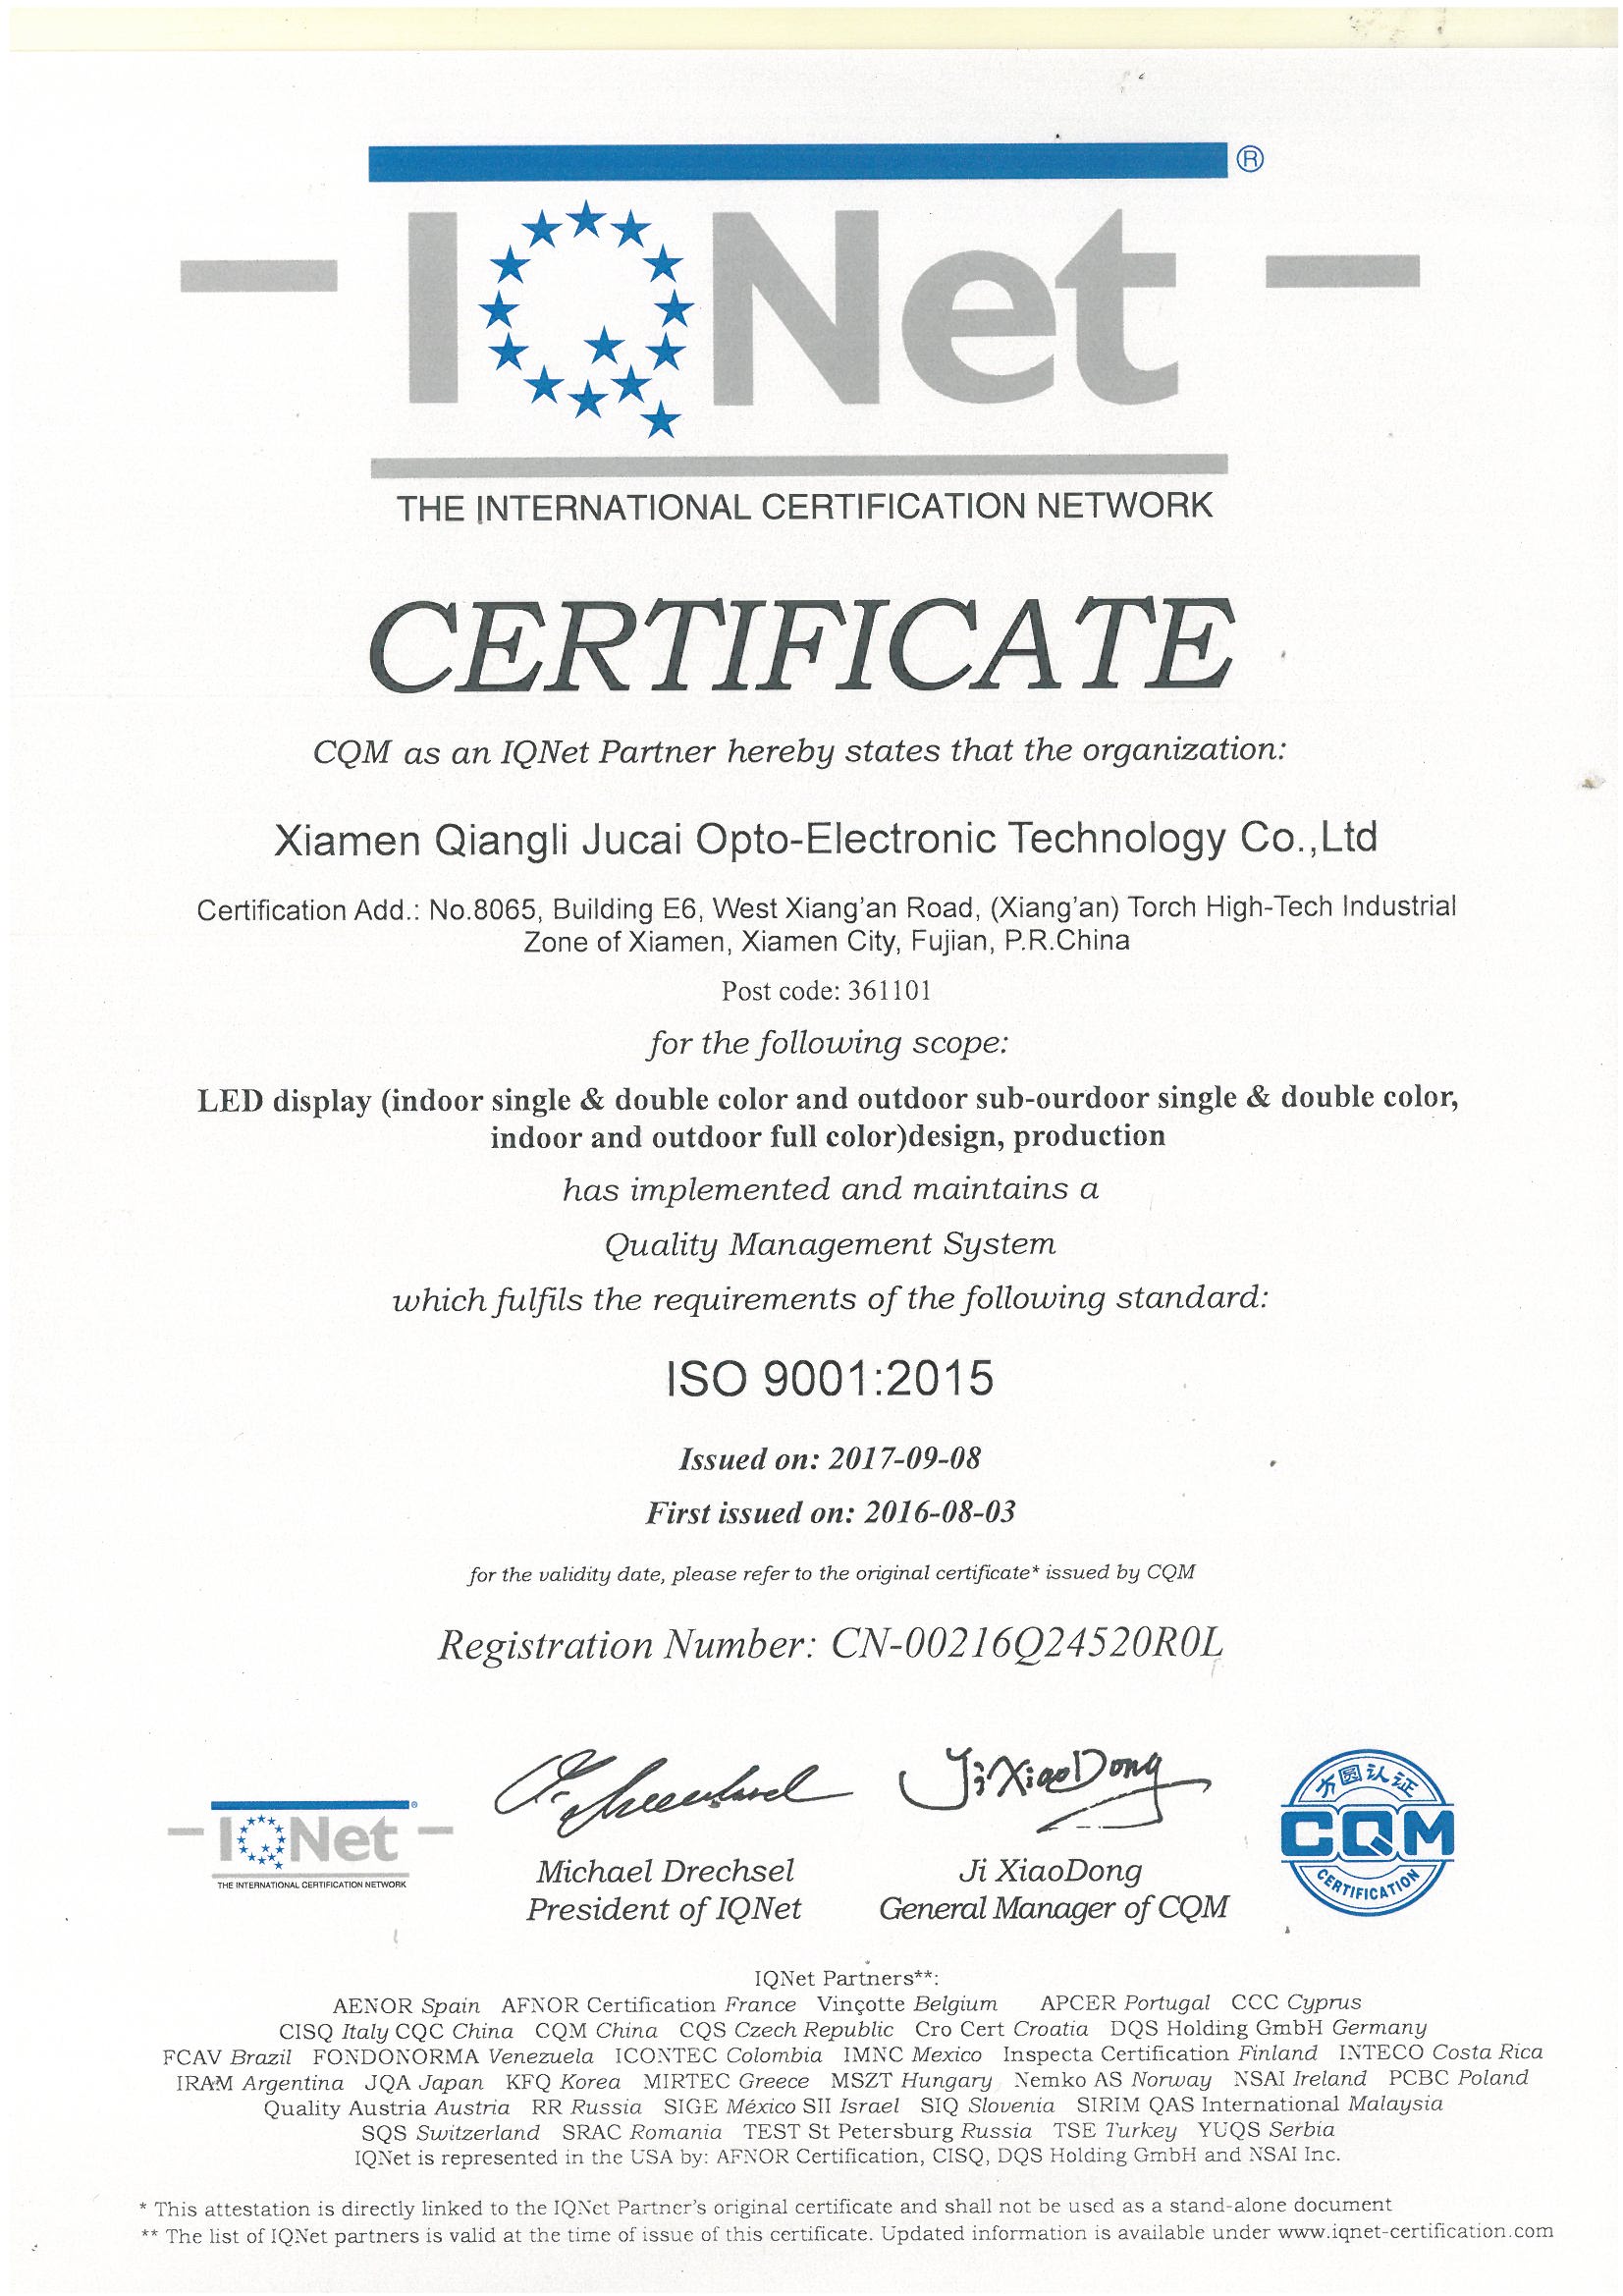 IQNet ®
THE INTERNATIONAL CERTIFICATION NETWORK
CERTIFICATE
CQM as an IQNet Partner hereby states that the organization:
Xiamen Qiangli Jucai Opto-Electronic Technology Co.,Ltd
Certification Add.: No.8065, Building E6, West Xiang'an Road, (Xiang'an) Torch High-Tech Industrial
Zone of Xiamen, Xiamen City, Fujian, P.R.China
Post code: 361101
for the following scope:
LED display (indoor single & double color and outdoor sub-ourdoor single & double color,
indoor and outdoor full color)design, production
has implemented and maintains a
Quality Management System
which fulfils the requirements of the following standard:
ISO 9001:2015
Issued on: 2017-09-08
First issued on: 2016-08-03
for the validity date, please refer to the original certificate* issued by CQM
Registration Number: CN-00216Q24520R0L
Ji XiaoDong
IQNet ®
THE INTERNATIONAL CERTIFICATION NETWORK
Michael Drechsel
President of IQNet
Ji XiaoDong
General Manager of CQM
方圆认证
CQM
CERTIFICATION
IQNet Partners**:
AENOR Spain AFNOR Certification France Vinçotte Belgium APCER Portugal CCC Cyprus
CISQ Italy CQC China CQM China CQS Czech Republic Cro Cert Croatia DQS Holding GmbH Germany
FCAV Brazil FONDONORMA Venezuela ICONTEC Colombia IMNC Mexico Inspecta Certification Finland INTECO Costa Rica
IRAM Argentina JQA Japan KFQ Korea MIRTEC Greece MSZT Hungary Nemko AS Norway NSAI Ireland PCBC Poland
Quality Austria Austria RR Russia SIGE México SII Israel SIQ Slovenia SIRIM QAS International Malaysia
SQS Switzerland SRAC Romania TEST St Petersburg Russia TSE Turkey YUQS Serbia
IQNet is represented in the USA by: AFNOR Certification, CISQ, DQS Holding GmbH and NSAI Inc.
* This attestation is directly linked to the IQNet Partner's original certificate and shall not be used as a stand-alone document
** The list of IQNet partners is valid at the time of issue of this certificate. Updated information is available under www.iqnet-certification.com